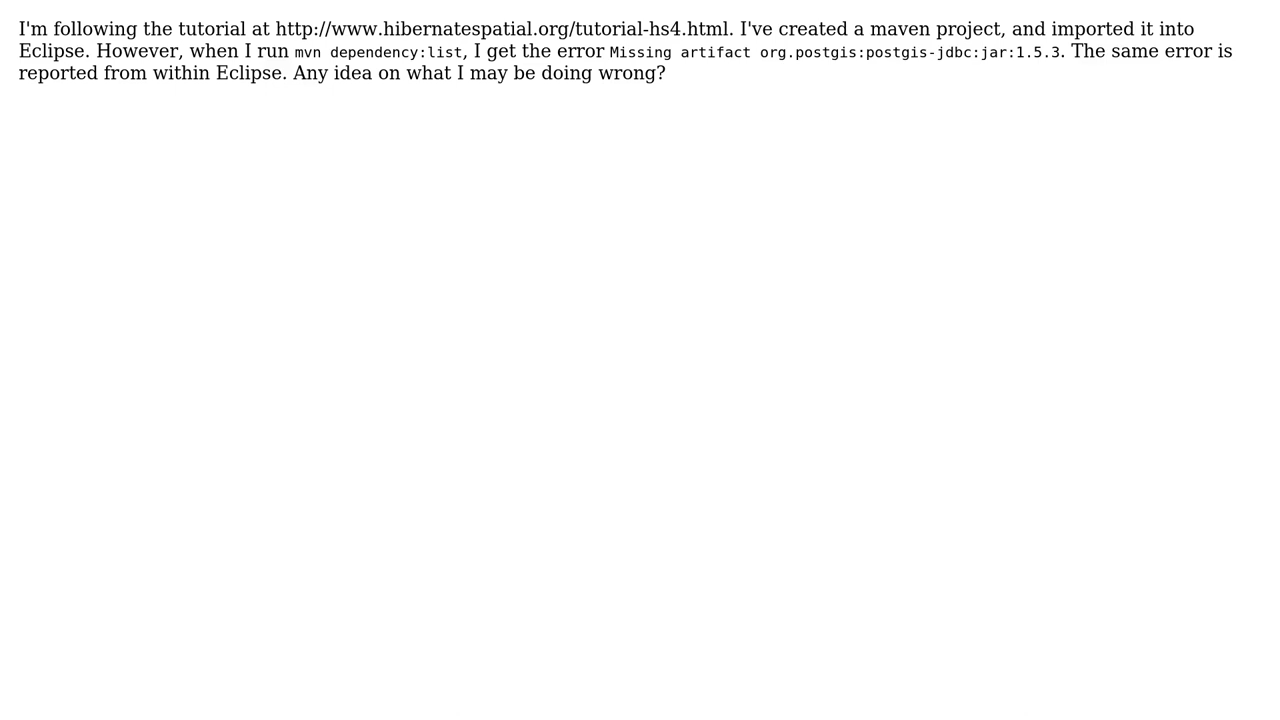 I'm following the tutorial at http://www.hibernatespatial.org/tutorial-hs4.html. I've created a maven project, and imported it into
Eclipse. However, when I run mvn dependency:list, I get the error Missing artifact org.postgis:postgis-jdbc:jar:1.5.3. The same error is
reported from within Eclipse. Any idea on what I may be doing wrong?